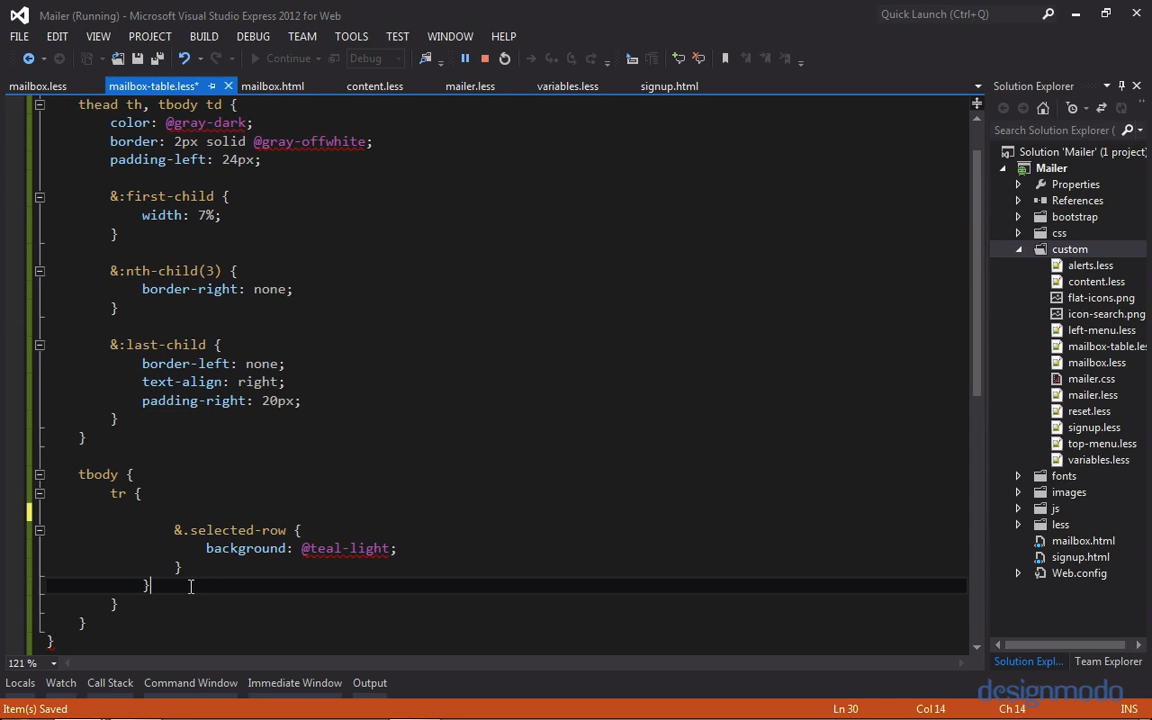 Mailer (Running) - Microsoft Visual Studio Express 2012 for Web
Quick Launch (Ctrl+Q)
FILE EDIT VIEW PROJECT BUILD DEBUG TEAM TOOLS TEST WINDOW HELP
Continue Debug
mailbox.less mailbox-table.less* mailbox.html content.less mailer.less variables.less signup.html
thead th, tbody td {
color: @gray-dark;
border: 2px solid @gray-offwhite;
padding-left: 24px;
&:first-child {
width: 7%;
}
&:nth-child(3) {
border-right: none;
}
&:last-child {
border-left: none;
text-align: right;
padding-right: 20px;
}
}
tbody {
tr {
&.selected-row {
background: @teal-light;
}
}
}
}
}
121 %
Solution Explorer
Search Solution Explorer (
Solution 'Mailer' (1 project)
Mailer
Properties
References
bootstrap
css
custom
alerts.less
content.less
flat-icons.png
icon-search.png
left-menu.less
mailbox-table.les
mailbox.less
mailer.css
mailer.less
reset.less
signup.less
top-menu.less
variables.less
fonts
images
js
less
mailbox.html
signup.html
Web.config
Solution Expl... Team Explorer
Locals Watch Call Stack Command Window Immediate Window Output
designmodo
Item(s) Saved Ln 30 Col 14 Ch 14 INS